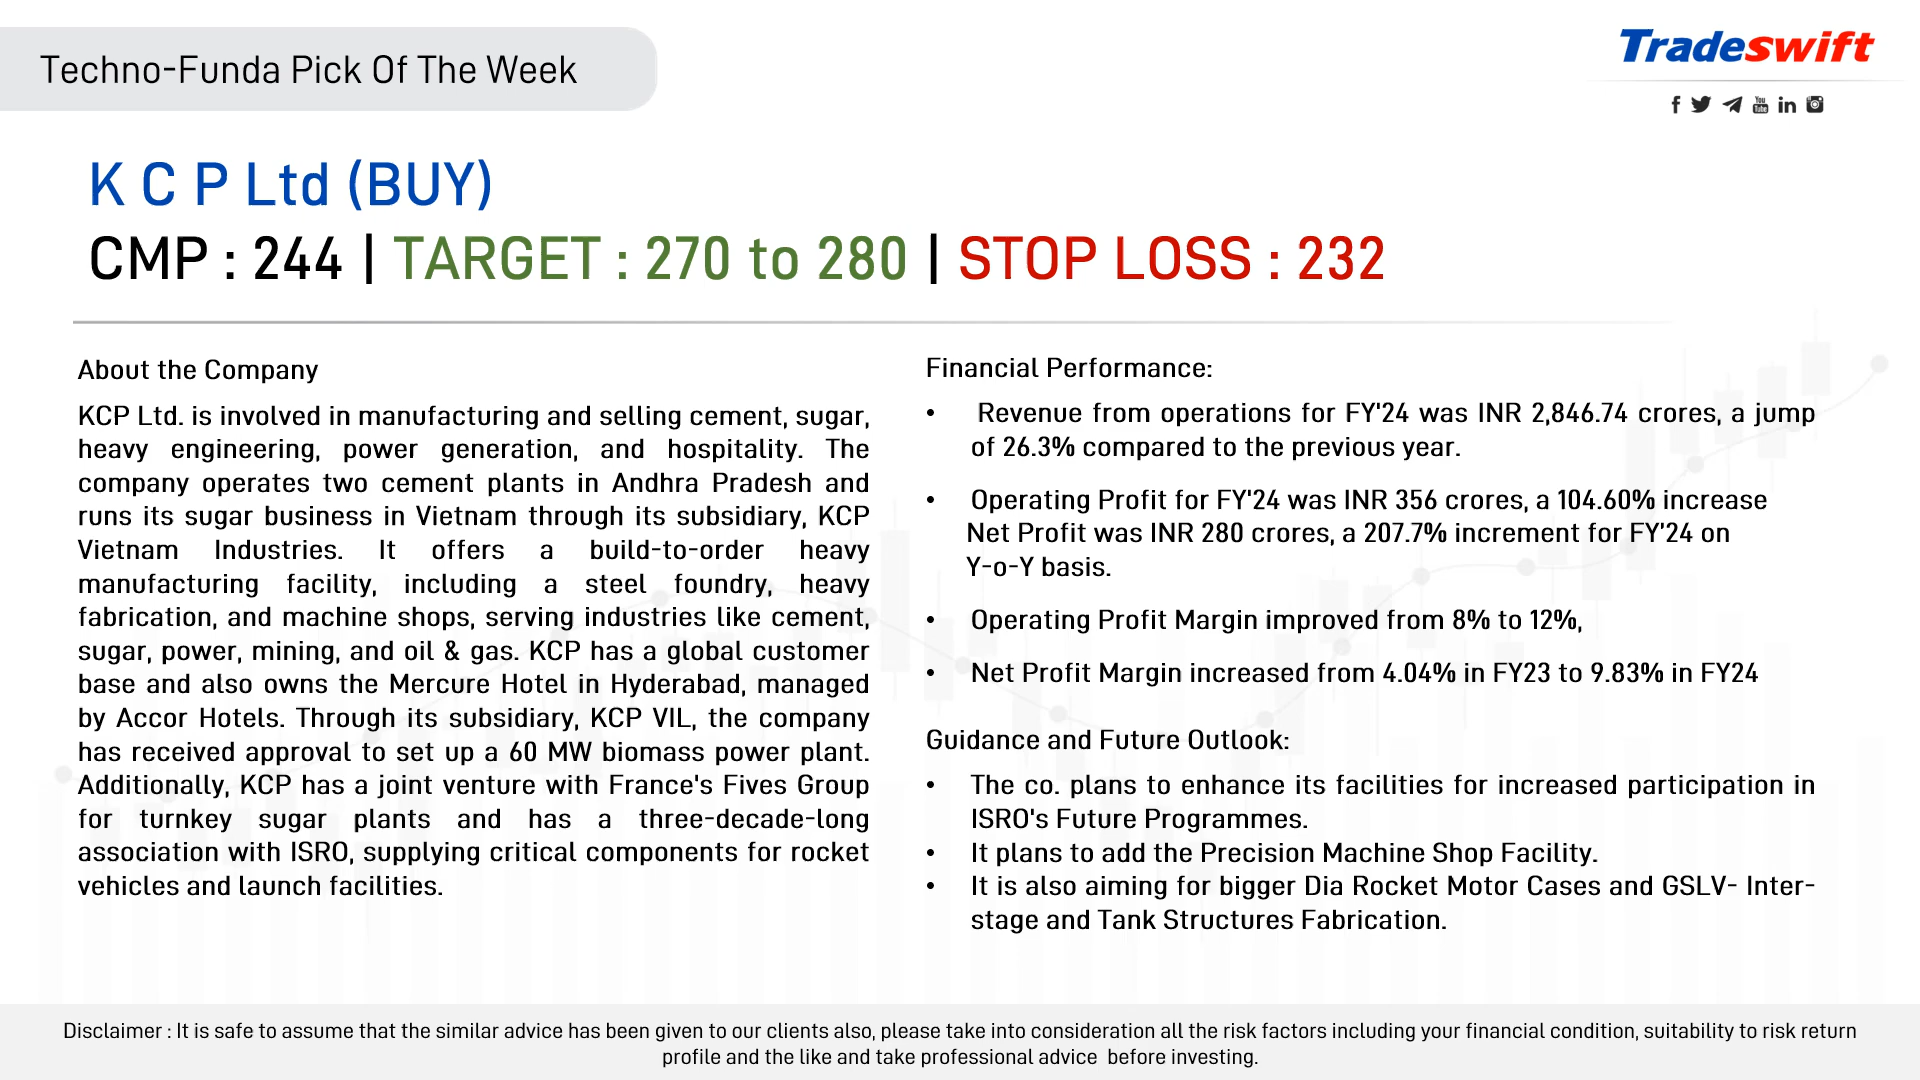 Techno-Funda Pick Of The Week
Tradeswift
K C P Ltd (BUY)
CMP : 244 | TARGET : 270 to 280 | STOP LOSS : 232
About the Company
KCP Ltd. is involved in manufacturing and selling cement, sugar,
heavy engineering, power generation, and hospitality. The
company operates two cement plants in Andhra Pradesh and
runs its sugar business in Vietnam through its subsidiary, KCP
Vietnam Industries. It offers a build-to-order heavy
manufacturing facility, including a steel foundry, heavy
fabrication, and machine shops, serving industries like cement,
sugar, power, mining, and oil & gas. KCP has a global customer
base and also owns the Mercure Hotel in Hyderabad, managed
by Accor Hotels. Through its subsidiary, KCP VIL, the company
has received approval to set up a 60 MW biomass power plant.
Additionally, KCP has a joint venture with France's Fives Group
for turnkey sugar plants and has a three-decade-long
association with ISRO, supplying critical components for rocket
vehicles and launch facilities.
Financial Performance:
• Revenue from operations for FY'24 was INR 2,846.74 crores, a jump
of 26.3% compared to the previous year.
• Operating Profit for FY'24 was INR 356 crores, a 104.60% increase
Net Profit was INR 280 crores, a 207.7% increment for FY'24 on
Y-o-Y basis.
• Operating Profit Margin improved from 8% to 12%,
• Net Profit Margin increased from 4.04% in FY23 to 9.83% in FY24
Guidance and Future Outlook:
• The co. plans to enhance its facilities for increased participation in
ISRO's Future Programmes.
• It plans to add the Precision Machine Shop Facility.
• It is also aiming for bigger Dia Rocket Motor Cases and GSLV- Inter-
stage and Tank Structures Fabrication.
Disclaimer : It is safe to assume that the similar advice has been given to our clients also, please take into consideration all the risk factors including your financial condition, suitability to risk return
profile and the like and take professional advice before investing.